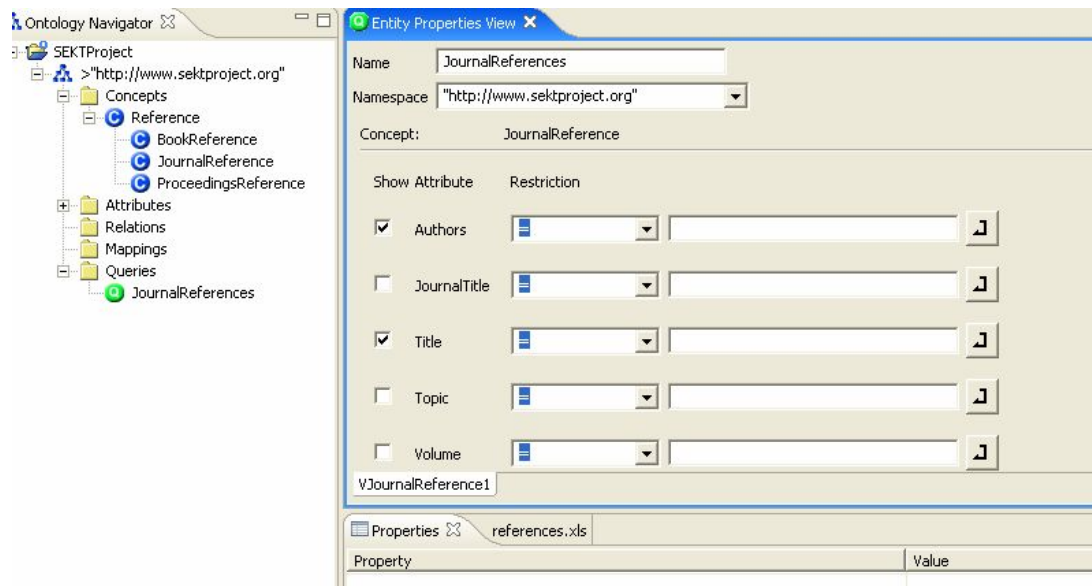 Ontology Navigator
SEKTProject
>"http://www.sektproject.org"
Concepts
Reference
BookReference
JournalReference
ProceedingsReference
Attributes
Relations
Mappings
Queries
JournalReferences
Entity Properties View
Name JournalReferences
Namespace "http://www.sektproject.org"
Concept: JournalReference
Show Attribute Restriction
Authors =
JournalTitle =
Title =
Topic =
Volume =
VJournalReference1
Properties references.xls
Property Value